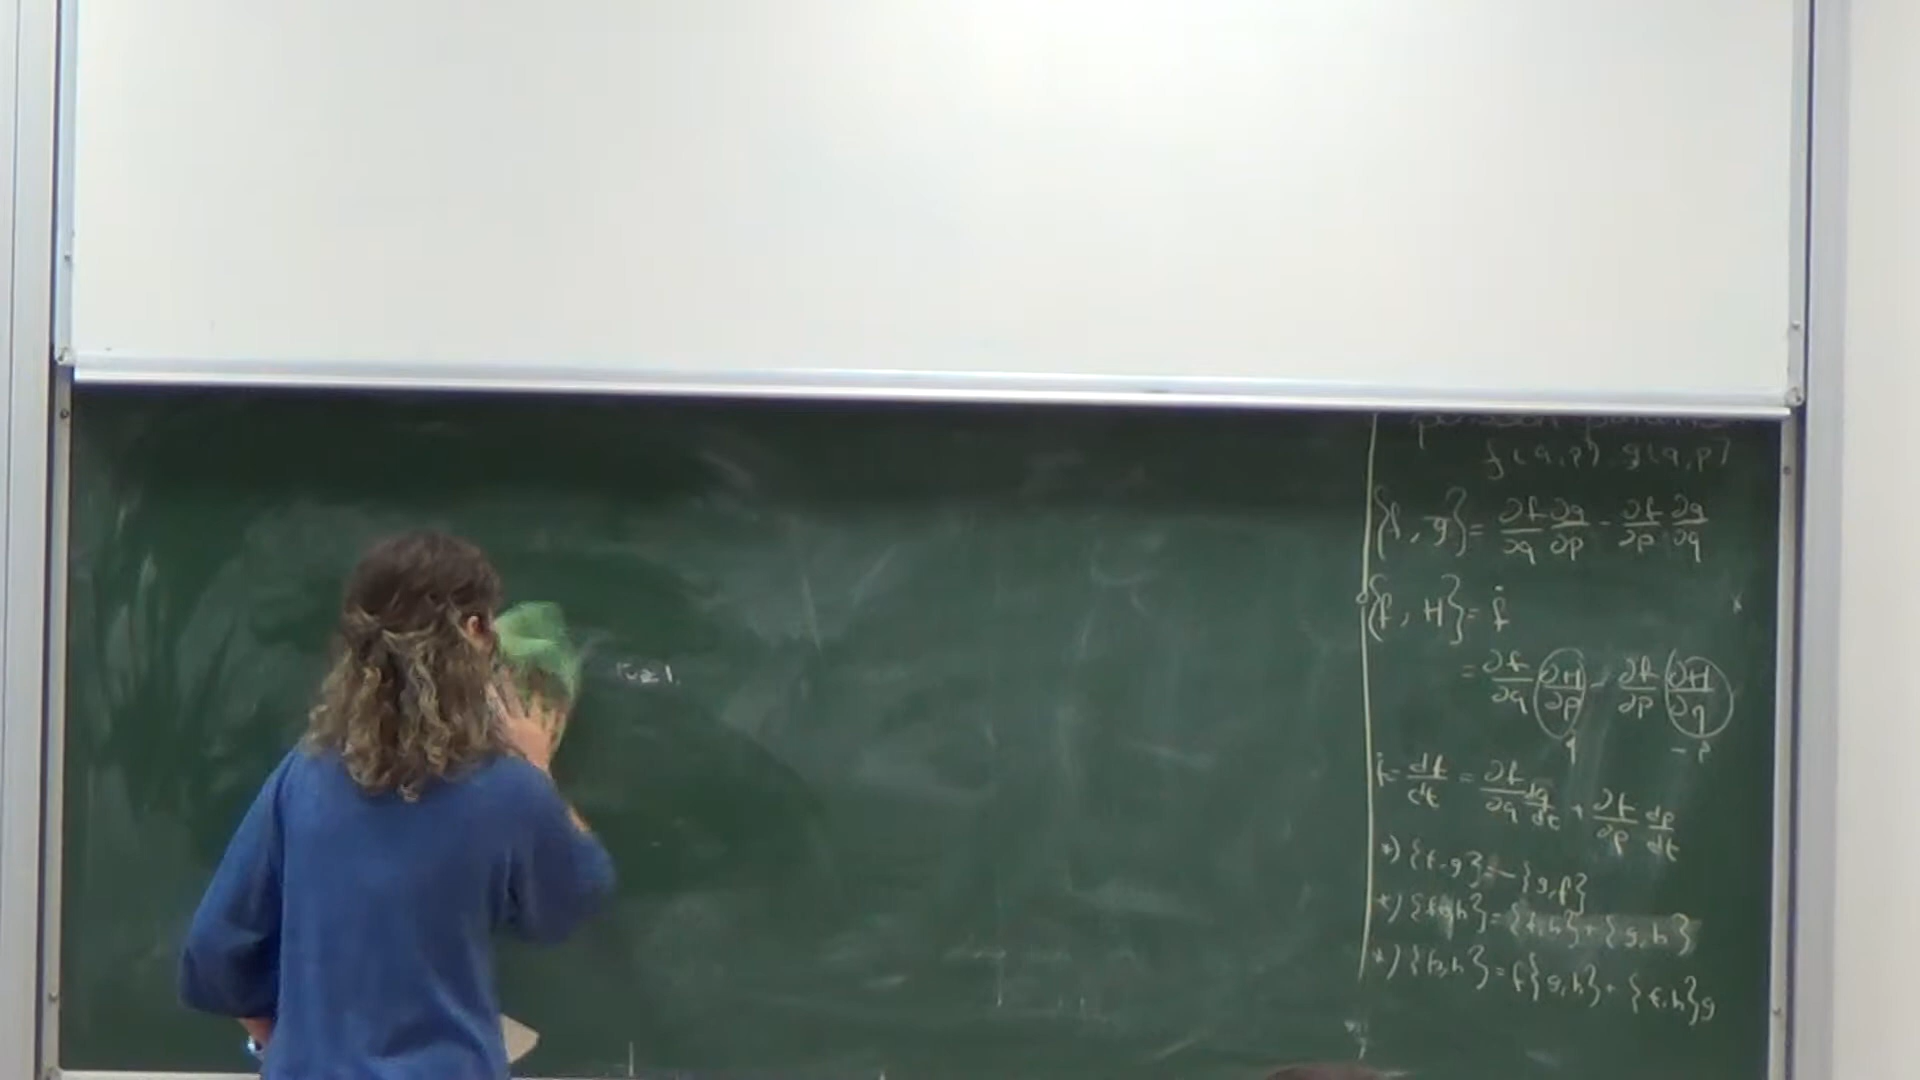 f(q,p) g(q,p)
{f, g} = ∂f/∂q ∂g/∂p - ∂f/∂p ∂g/∂q
{f, H} = ḟ
= ∂f/∂q ∂H/∂p - ∂f/∂p ∂H/∂q
q̇ -ṗ
ḟ = df/dt = ∂f/∂q dq/dt + ∂f/∂p dp/dt
*) {f,g} = -{g,f}
*) {f+g,h} = {f,h} + {g,h}
*) {fg,h} = f{g,h} + {f,h}g